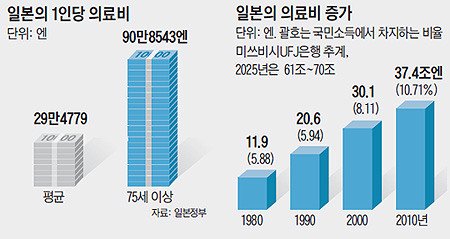 일본의 1인당 의료비
단위: 엔
90만 8543엔
29만 4779
10 00
10 00
평균
75세 이상
자료: 일본정부
일본의 의료비 증가
단위: 엔. 괄호는 국민소득에서 차지하는 비율
미쓰비시UFJ은행 추계,
2025년은 61조~70조
37.4조엔
(10.71%)
30.1
(8.11)
20.6
(5.94)
11.9
(5.88)
1980
1990
2000
2010년